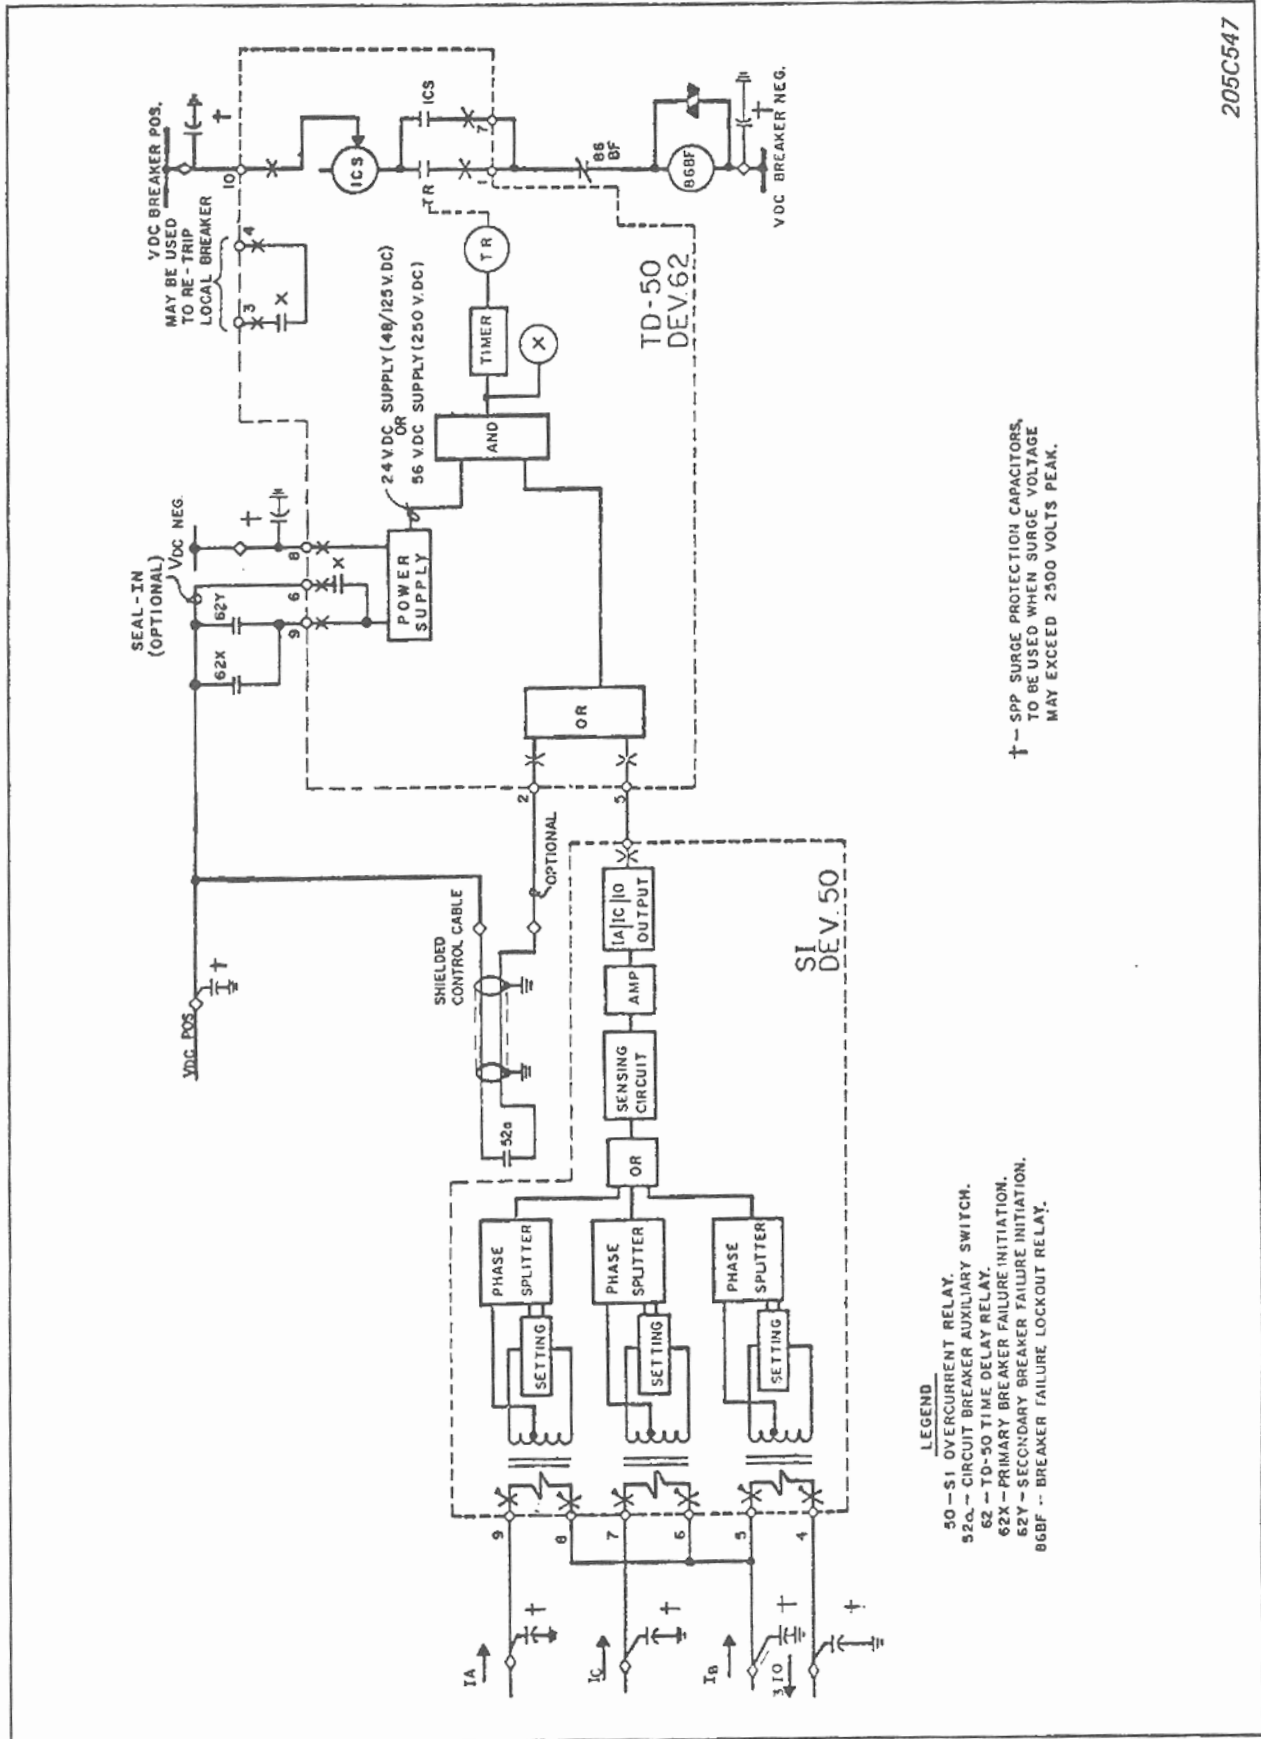 205C547
VDC BREAKER POS.
MAY BE USED
TO RE-TRIP
LOCAL BREAKER
†
10
4
3
X
ICS
ICS
TR
7
1
86
BF
86BF
†
VDC BREAKER NEG.
TR
TIMER
X
AND
24 V.DC SUPPLY (48/125 V.DC)
OR
56 V.DC SUPPLY (250 V.DC)
TD-50
DEV. 62
SEAL-IN
(OPTIONAL)
VDC NEG.
†
62Y
62X
8
6
9
X
POWER
SUPPLY
OR
2
5
OPTIONAL
VDC POS
†
SHIELDED
CONTROL CABLE
52a
IA|IC|IO
OUTPUT
AMP
SENSING
CIRCUIT
OR
SI
DEV. 50
PHASE
SPLITTER
SETTING
PHASE
SPLITTER
SETTING
PHASE
SPLITTER
SETTING
9
8
7
6
5
4
IA
†
IC
†
IB
†
3 IO
†
† - SPP SURGE PROTECTION CAPACITORS,
TO BE USED WHEN SURGE VOLTAGE
MAY EXCEED 2500 VOLTS PEAK.
LEGEND
50 - SI OVERCURRENT RELAY.
52a - CIRCUIT BREAKER AUXILIARY SWITCH.
62 - TD-50 TIME DELAY RELAY.
62X - PRIMARY BREAKER FAILURE INITIATION.
62Y - SECONDARY BREAKER FAILURE INITIATION.
86BF - BREAKER FAILURE LOCKOUT RELAY.